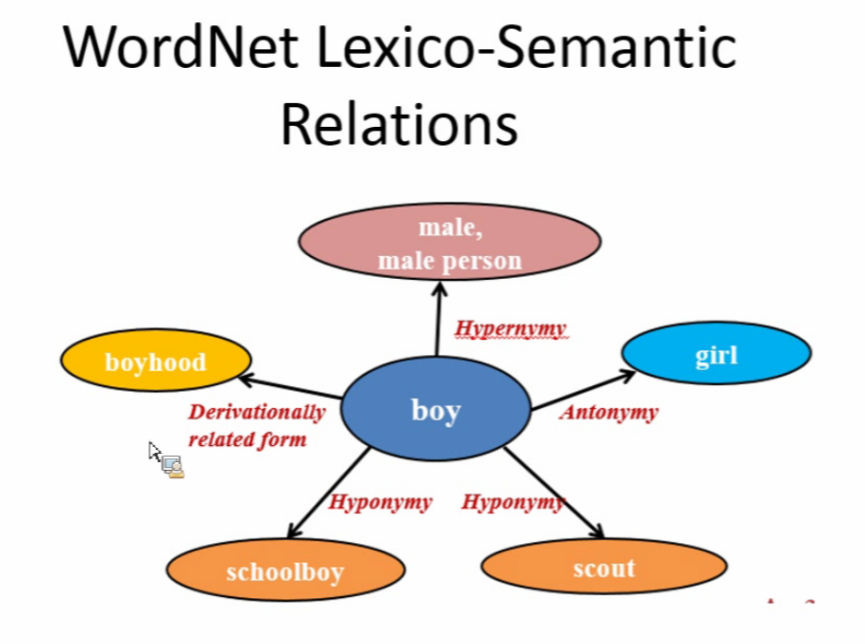 WordNet Lexico-Semantic
Relations
male,
male person
Hypernymy
boyhood
girl
boy
Derivationally
related form
Antonymy
Hyponymy
Hyponymy
schoolboy
scout